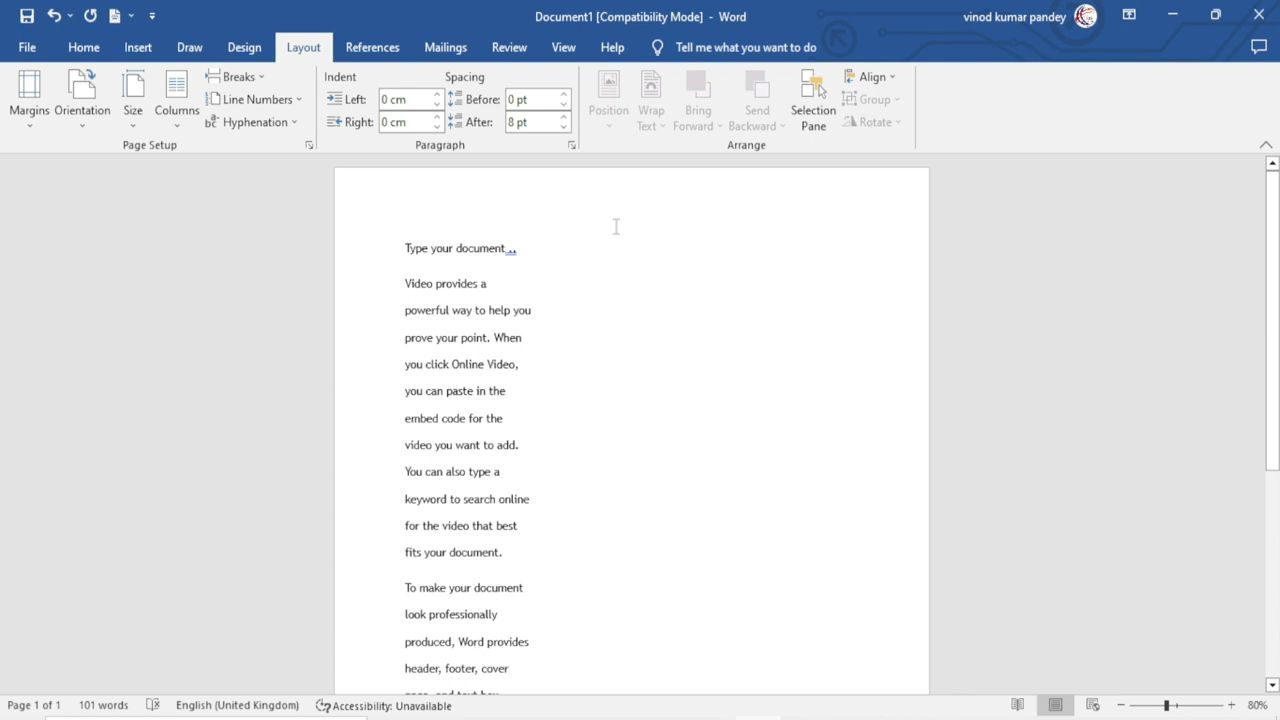 Document1 [Compatibility Mode] - Word
vinod kumar pandey
File Home Insert Draw Design Layout References Mailings Review View Help Tell me what you want to do
Margins
Orientation
Size
Columns
Breaks
Line Numbers
Hyphenation
Page Setup
Indent
Left: 0 cm
Right: 0 cm
Spacing
Before: 0 pt
After: 8 pt
Paragraph
Position
Wrap
Text
Bring
Forward
Send
Backward
Selection
Pane
Align
Group
Rotate
Arrange
Type your document..
Video provides a
powerful way to help you
prove your point. When
you click Online Video,
you can paste in the
embed code for the
video you want to add.
You can also type a
keyword to search online
for the video that best
fits your document.
To make your document
look professionally
produced, Word provides
header, footer, cover
Page 1 of 1 101 words English (United Kingdom) Accessibility: Unavailable 80%